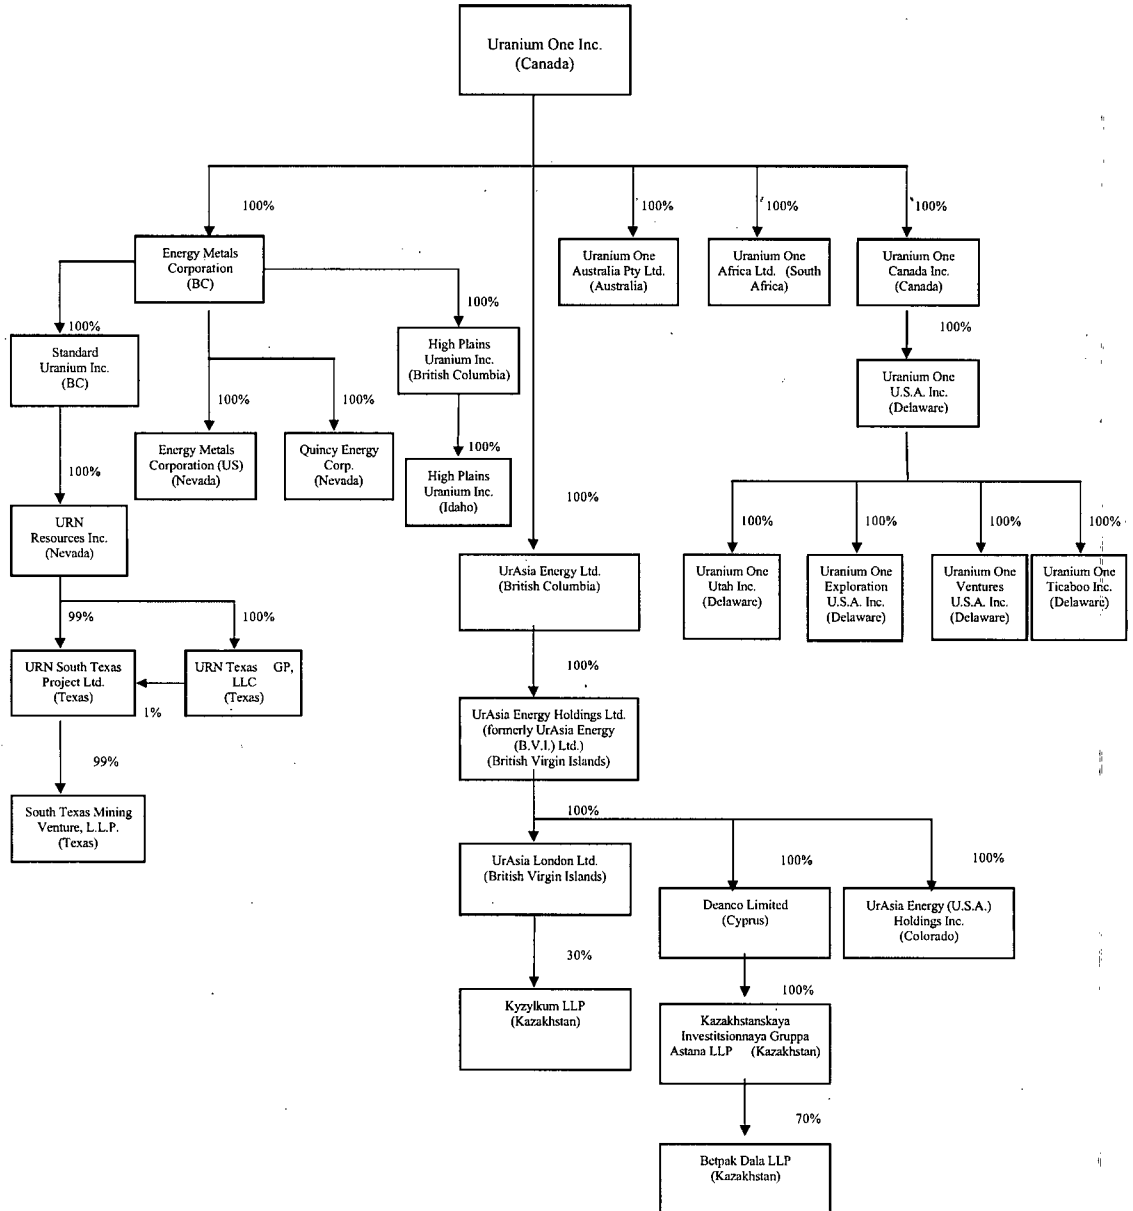 Uranium One Inc.
(Canada)
100%
100%
100%
100%
Energy Metals
Corporation
(BC)
Uranium One
Australia Pty Ltd.
(Australia)
Uranium One
Africa Ltd. (South
Africa)
Uranium One
Canada Inc.
(Canada)
100%
100%
100%
Standard
Uranium Inc.
(BC)
High Plains
Uranium Inc.
(British Columbia)
Uranium One
U.S.A. Inc.
(Delaware)
100%
100%
100%
100%
Energy Metals
Corporation (US)
(Nevada)
Quincy Energy
Corp.
(Nevada)
High Plains
Uranium Inc.
(Idaho)
100%
URN
Resources Inc.
(Nevada)
100%
100%
100%
100%
100%
UrAsia Energy Ltd.
(British Columbia)
Uranium One
Utah Inc.
(Delaware)
Uranium One
Exploration
U.S.A. Inc.
(Delaware)
Uranium One
Ventures
U.S.A. Inc.
(Delaware)
Uranium One
Ticaboo Inc.
(Delaware)
99%
100%
URN South Texas
Project Ltd.
(Texas)
URN Texas GP,
LLC
(Texas)
1%
100%
UrAsia Energy Holdings Ltd.
(formerly UrAsia Energy
(B.V.I.) Ltd.)
(British Virgin Islands)
99%
South Texas Mining
Venture, L.L.P.
(Texas)
100%
100%
100%
UrAsia London Ltd.
(British Virgin Islands)
Deanco Limited
(Cyprus)
UrAsia Energy (U.S.A.)
Holdings Inc.
(Colorado)
30%
100%
Kyzylkum LLP
(Kazakhstan)
Kazakhstanskaya
Investitsionnaya Gruppa
Astana LLP (Kazakhstan)
70%
Betpak Dala LLP
(Kazakhstan)